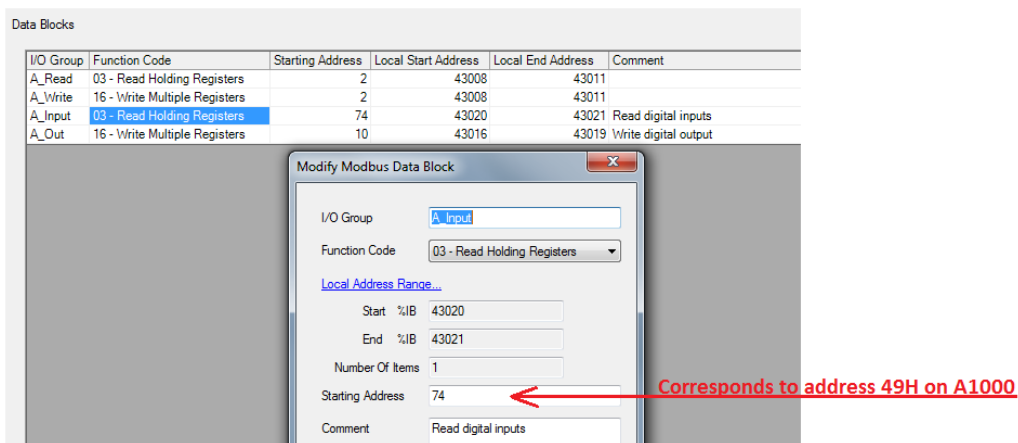 Data Blocks
I/O Group Function Code Starting Address Local Start Address Local End Address Comment
A_Read 03 - Read Holding Registers 2 43008 43011
A_Write 16 - Write Multiple Registers 2 43008 43011
A_Input 03 - Read Holding Registers 74 43020 43021 Read digital inputs
A_Out 16 - Write Multiple Registers 10 43016 43019 Write digital output
Modify Modbus Data Block
I/O Group A_Input
Function Code 03 - Read Holding Registers
Local Address Range...
Start %IB 43020
End %IB 43021
Number Of Items 1
Starting Address 74 Corresponds to address 49H on A1000
Comment Read digital inputs